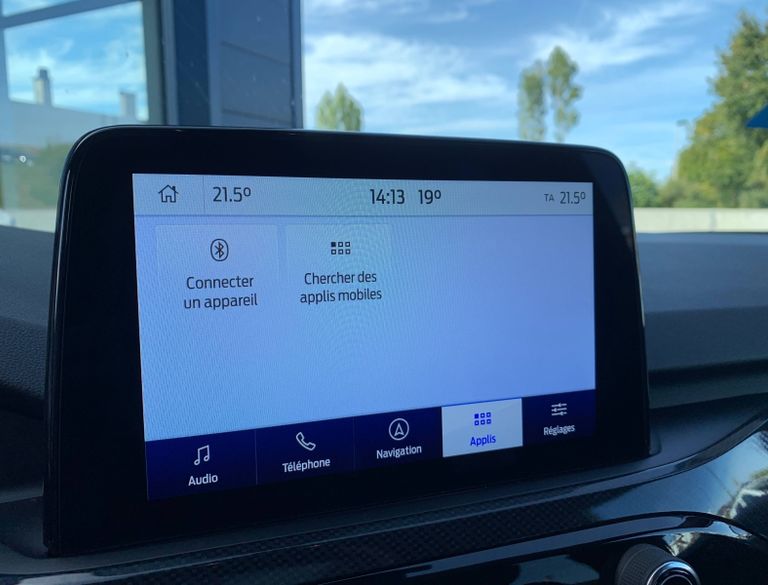 21.5° 14:13 19° TA 21.5°
Connecter
un appareil
Chercher des
applis mobiles
Audio
Téléphone
Navigation
Applis
Réglages